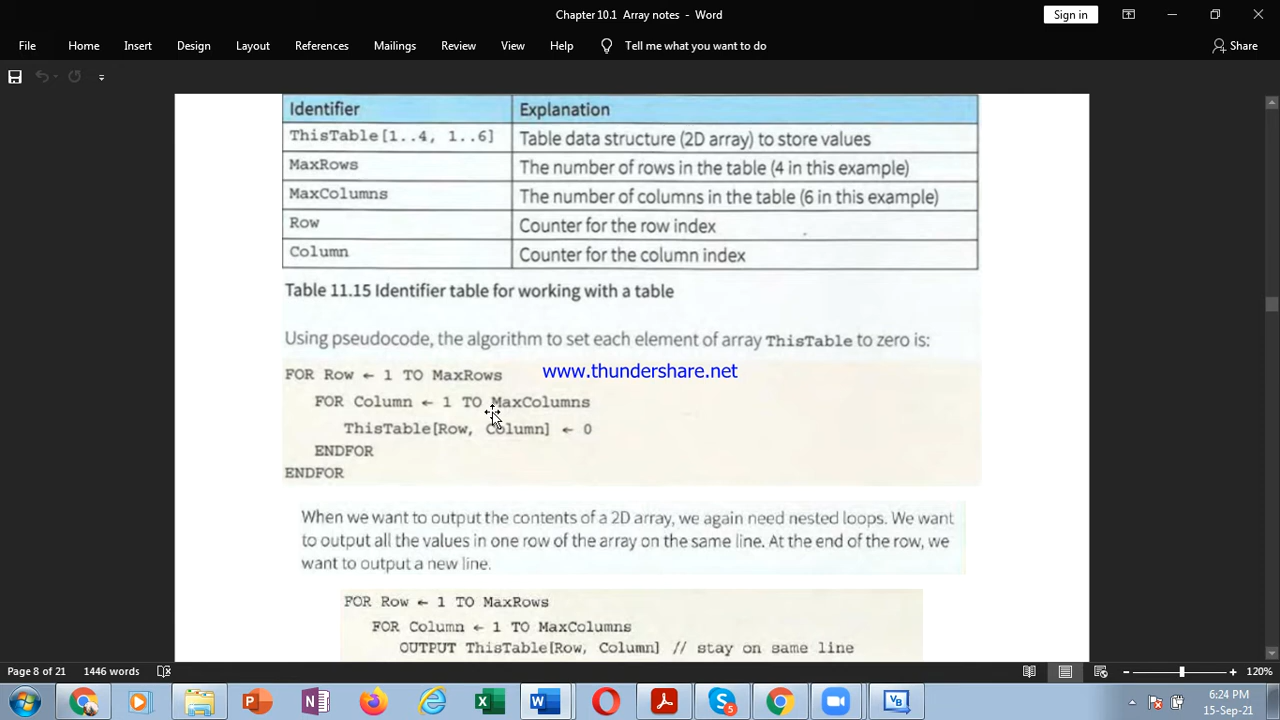 Chapter 10.1 Array notes - Word
Sign in
File Home Insert Design Layout References Mailings Review View Help Tell me what you want to do Share
Identifier Explanation
ThisTable[1..4, 1..6] Table data structure (2D array) to store values
MaxRows The number of rows in the table (4 in this example)
MaxColumns The number of columns in the table (6 in this example)
Row Counter for the row index
Column Counter for the column index
Table 11.15 Identifier table for working with a table
Using pseudocode, the algorithm to set each element of array ThisTable to zero is:
www.thundershare.net
FOR Row ← 1 TO MaxRows
FOR Column ← 1 TO MaxColumns
ThisTable[Row, Column] ← 0
ENDFOR
ENDFOR
When we want to output the contents of a 2D array, we again need nested loops. We want
to output all the values in one row of the array on the same line. At the end of the row, we
want to output a new line.
FOR Row ← 1 TO MaxRows
FOR Column ← 1 TO MaxColumns
OUTPUT ThisTable[Row, Column] // stay on same line
Page 8 of 21 1446 words 120%
6:24 PM
15-Sep-21